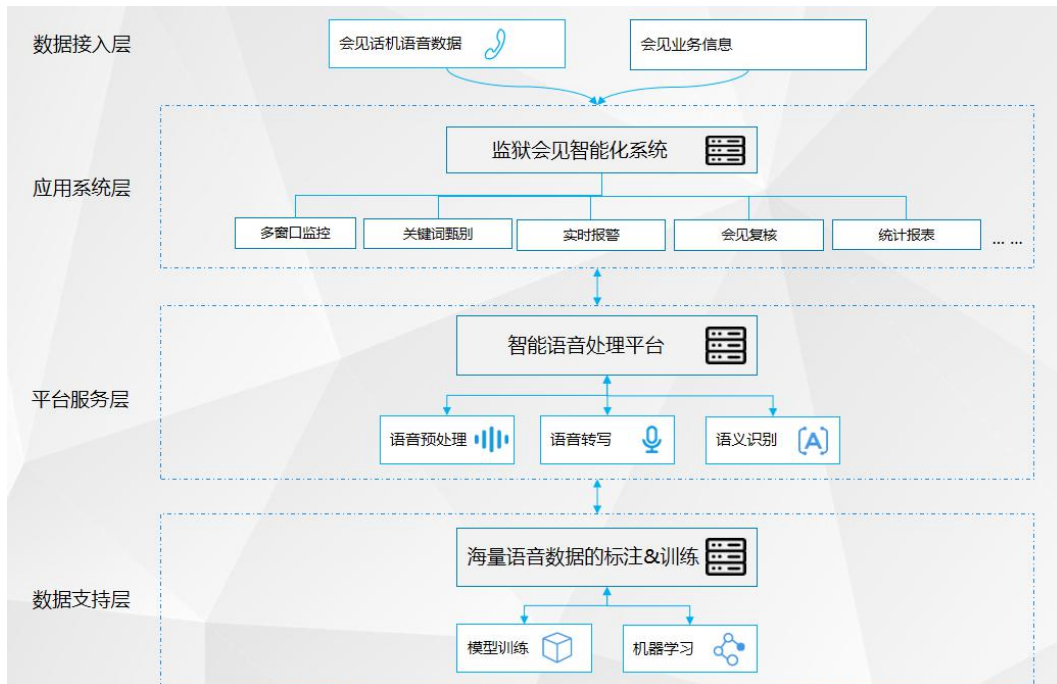 数据接入层
会见话机语音数据
会见业务信息
监狱会见智能化系统
应用系统层
多窗口监控
关键词甄别
实时报警
会见复核
统计报表
... ...
智能语音处理平台
平台服务层
语音预处理
语音转写
语义识别
A
海量语音数据的标注&训练
数据支持层
模型训练
机器学习